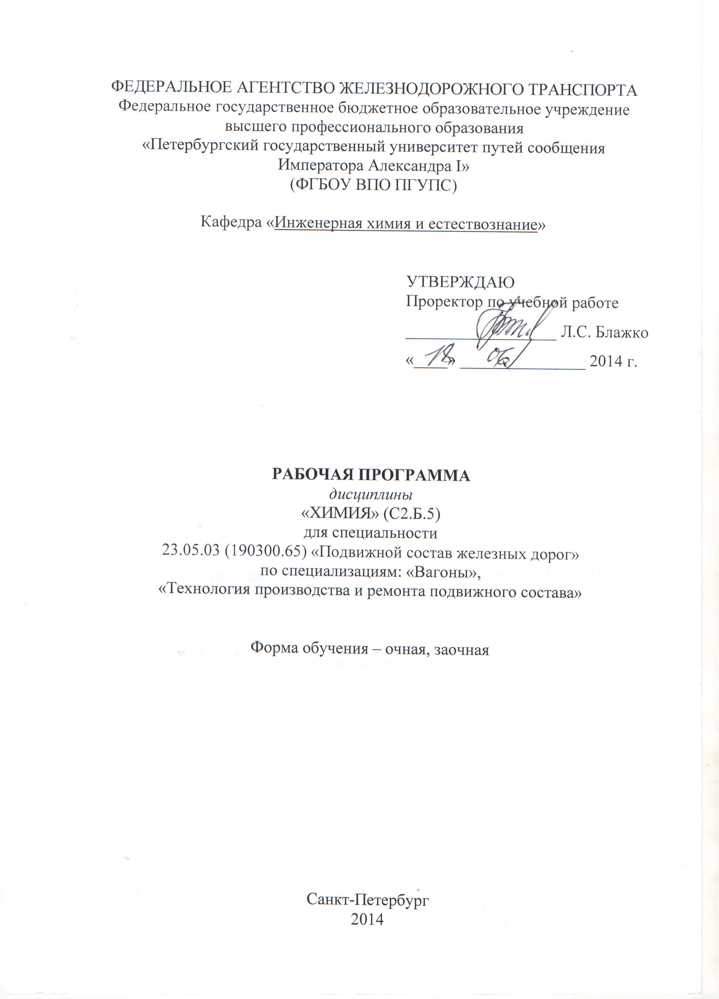 ФЕДЕРАЛЬНОЕ АГЕНТСТВО ЖЕЛЕЗНОДОРОЖНОГО ТРАНСПОРТА
Федеральное государственное бюджетное образовательное учреждение
высшего профессионального образования
«Петербургский государственный университет путей сообщения
Императора Александра I»
(ФГБОУ ВПО ПГУПС)
Кафедра «Инженерная химия и естествознание»
УТВЕРЖДАЮ
Проректор по учебной работе
Л.С. Блажко
«18» 06 2014 г.
РАБОЧАЯ ПРОГРАММА
дисциплины
«ХИМИЯ» (С2.Б.5)
для специальности
23.05.03 (190300.65) «Подвижной состав железных дорог»
по специализациям: «Вагоны»,
«Технология производства и ремонта подвижного состава»
Форма обучения – очная, заочная
Санкт-Петербург
2014